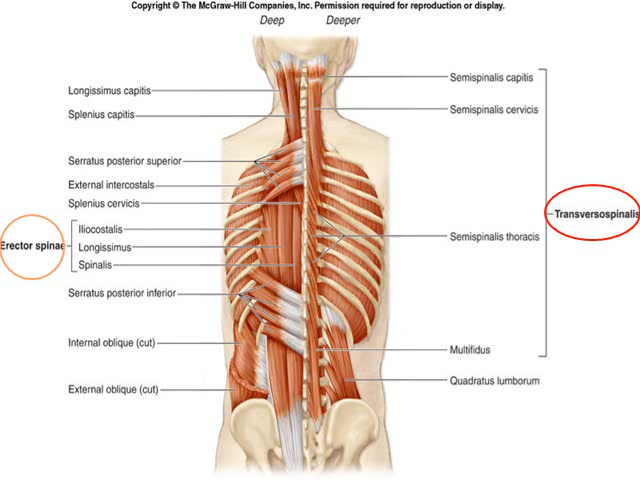 Copyright © The McGraw-Hill Companies, Inc. Permission required for reproduction or display.
Deep
Deeper
Longissimus capitis
Splenius capitis
Serratus posterior superior
External intercostals
Splenius cervicis
Erector spinae
Iliocostalis
Longissimus
Spinalis
Serratus posterior inferior
Internal oblique (cut)
External oblique (cut)
Semispinalis capitis
Semispinalis cervicis
Transversospinalis
Semispinalis thoracis
Multifidus
Quadratus lumborum